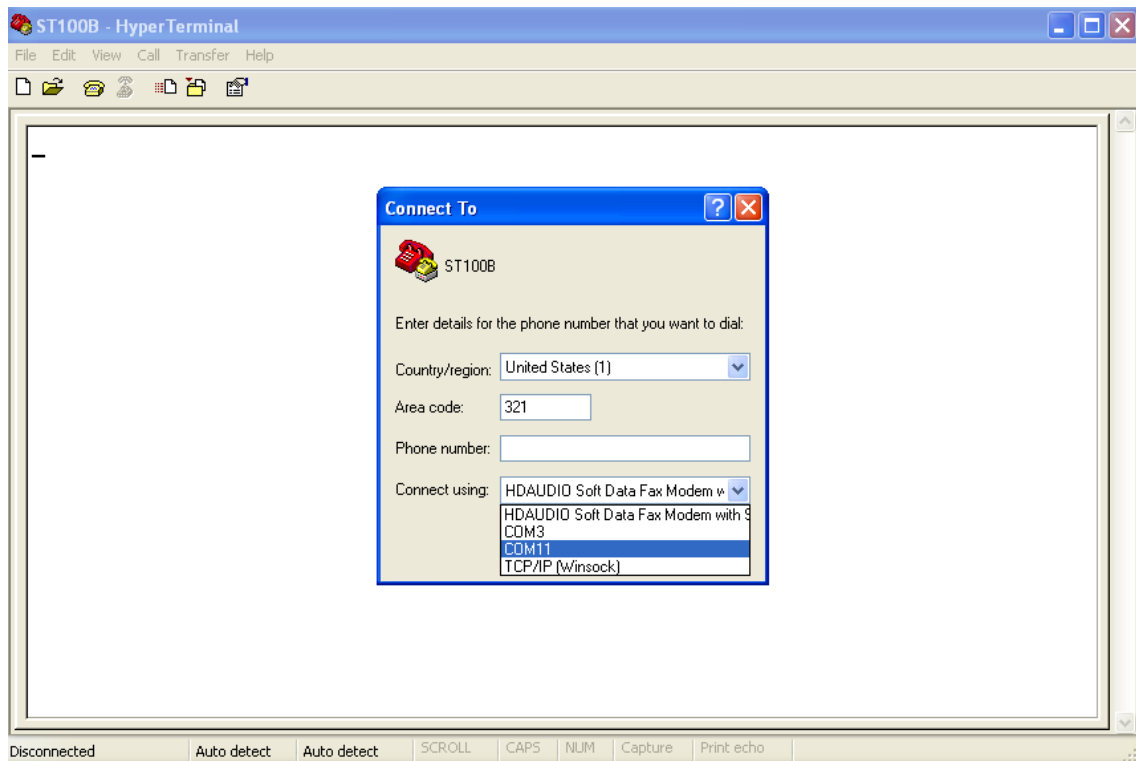 ST100B - HyperTerminal
File Edit View Call Transfer Help
Connect To
ST100B
Enter details for the phone number that you want to dial:
Country/region: United States (1)
Area code: 321
Phone number:
Connect using: HDAUDIO Soft Data Fax Modem w
HDAUDIO Soft Data Fax Modem with S
COM3
COM11
TCP/IP (Winsock)
Disconnected Auto detect Auto detect SCROLL CAPS NUM Capture Print echo